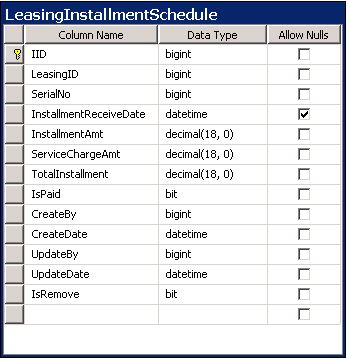 LeasingInstallmentSchedule
Column Name Data Type Allow Nulls
IID bigint
LeasingID bigint
SerialNo bigint
InstallmentReceiveDate datetime
InstallmentAmt decimal(18, 0)
ServiceChargeAmt decimal(18, 0)
TotalInstallment decimal(18, 0)
IsPaid bit
CreateBy bigint
CreateDate datetime
UpdateBy bigint
UpdateDate datetime
IsRemove bit